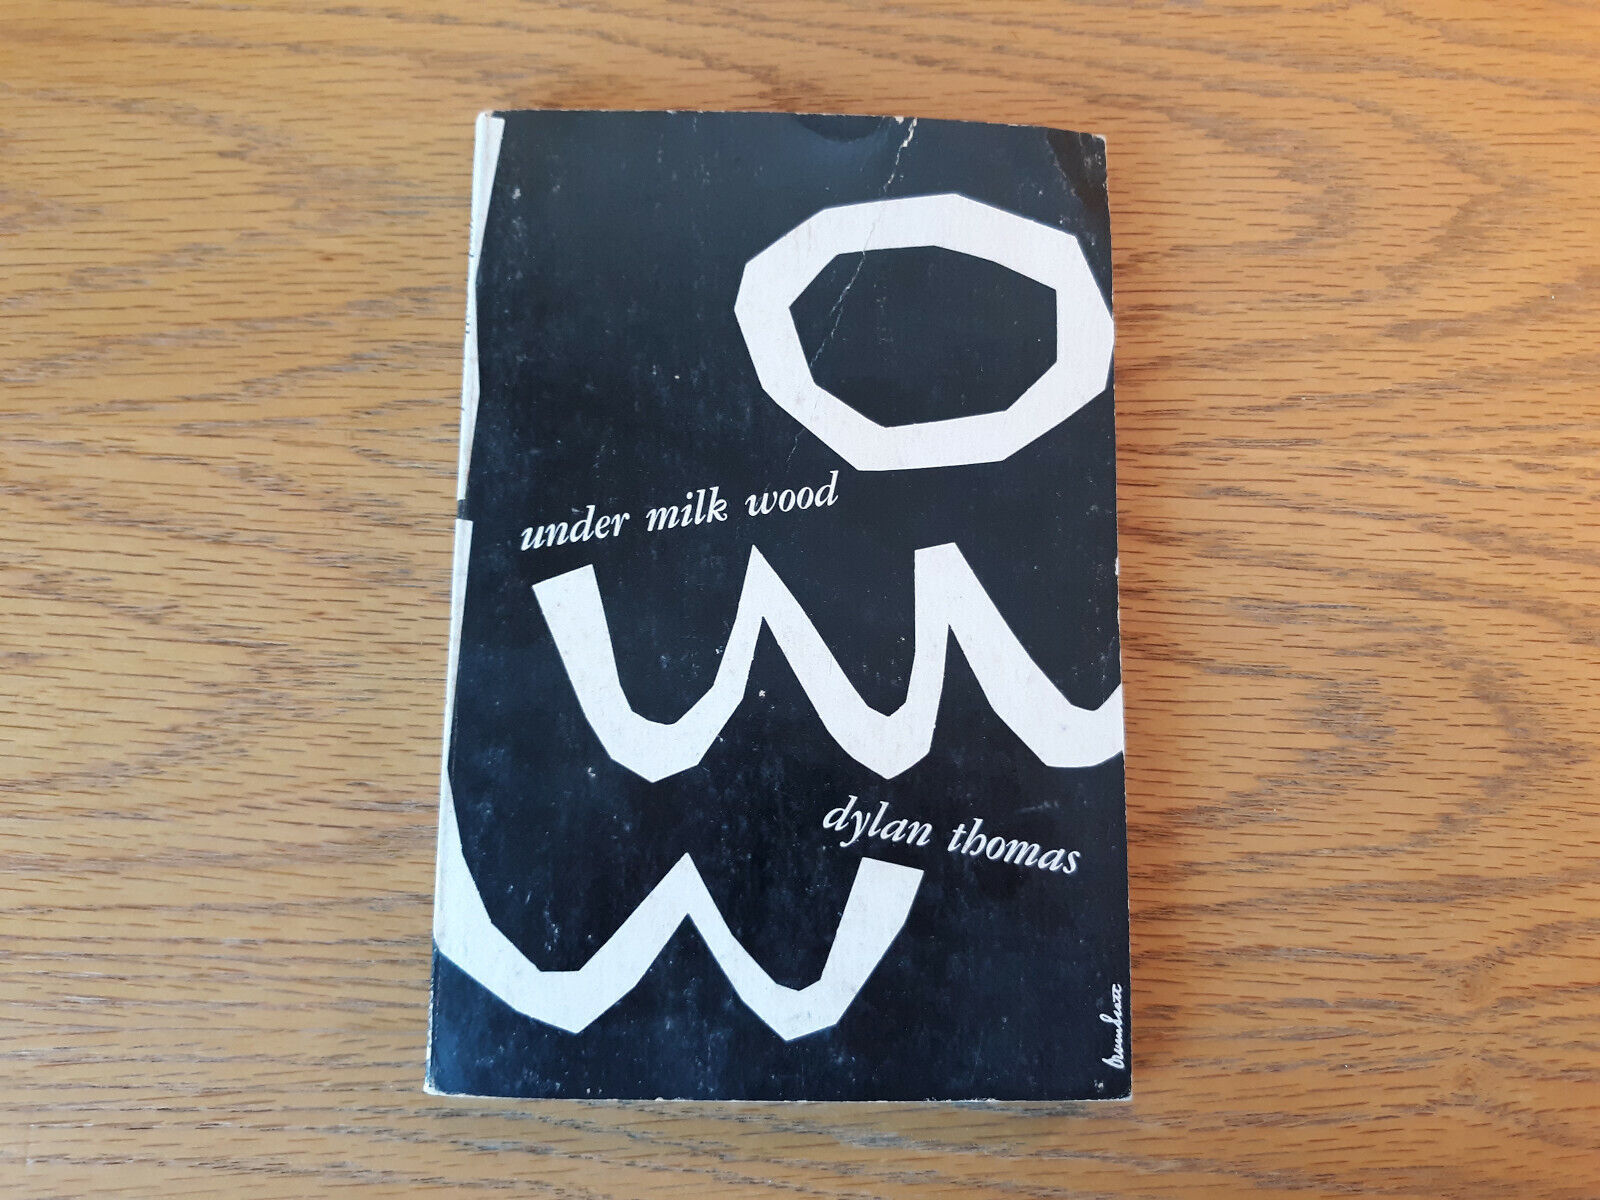 under milk wood
dylan thomas